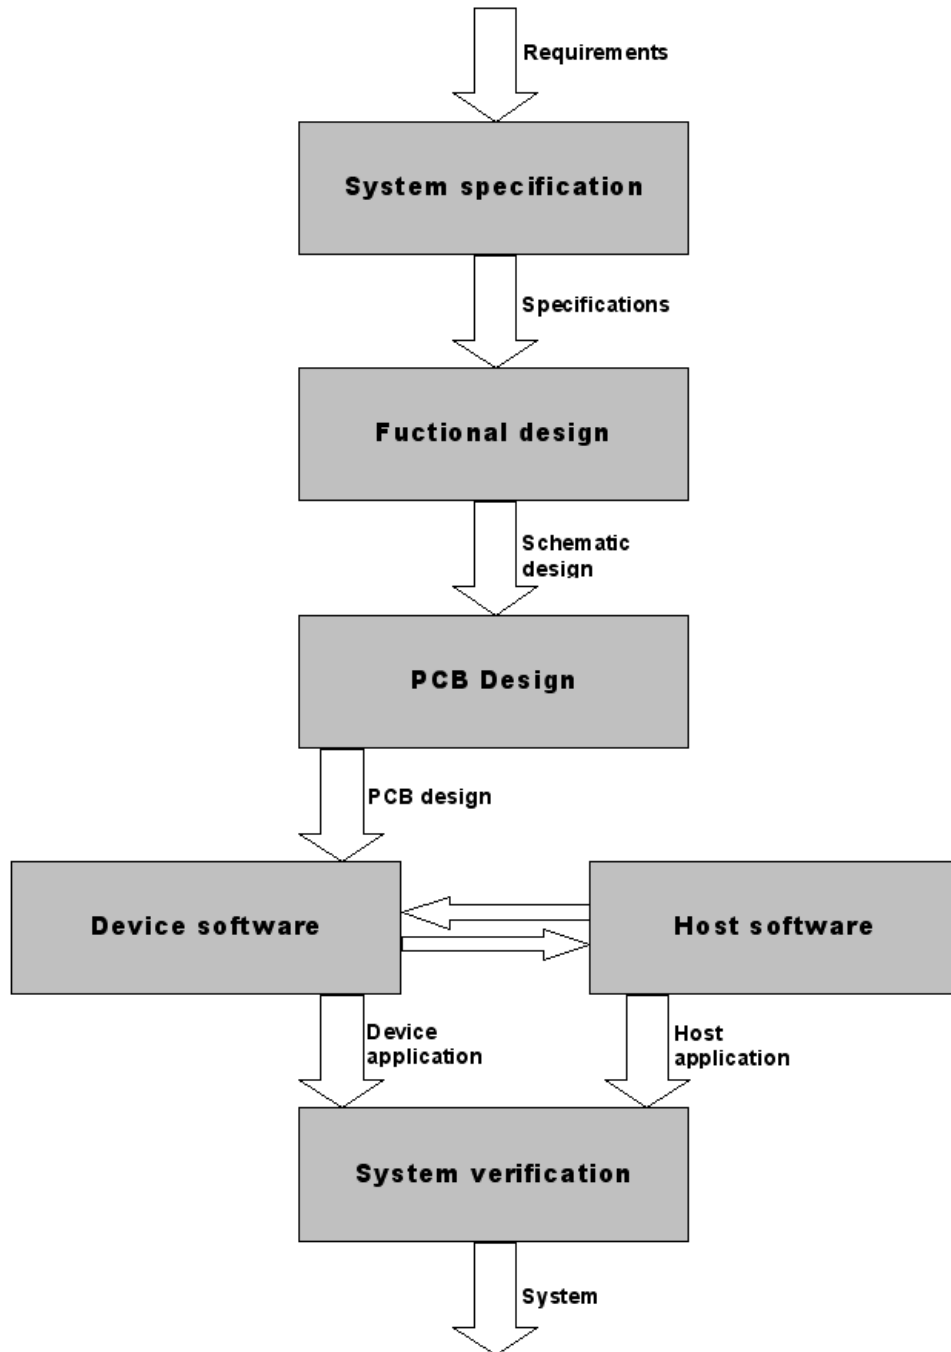 Requirements
System specification
Specifications
Fuctional design
Schematic
design
PCB Design
PCB design
Device software
Host software
Device
application
Host
application
System verification
System